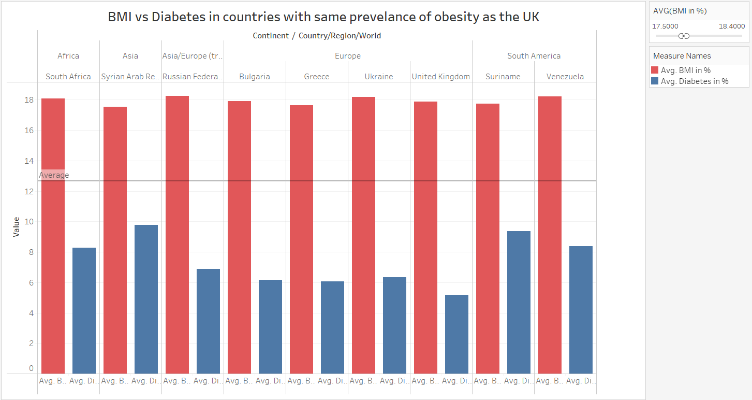 BMI vs Diabetes in countries with same prevelance of obesity as the UK
Continent / Country/Region/World
Africa Asia Asia/Europe (tr.. Europe South America
South Africa Syrian Arab Re.. Russian Federa.. Bulgaria Greece Ukraine United Kingdom Suriname Venezuela
18
16
14
Average
12
10
8
6
4
2
0
Value
Avg. B.. Avg. Di.. Avg. B.. Avg. Di.. Avg. B.. Avg. Di.. Avg. B.. Avg. Di.. Avg. B.. Avg. Di.. Avg. B.. Avg. Di.. Avg. B.. Avg. Di.. Avg. B.. Avg. Di.. Avg. B.. Avg. Di..
AVG(BMI in %)
17.5000 18.4000
Measure Names
Avg. BMI in %
Avg. Diabetes in %